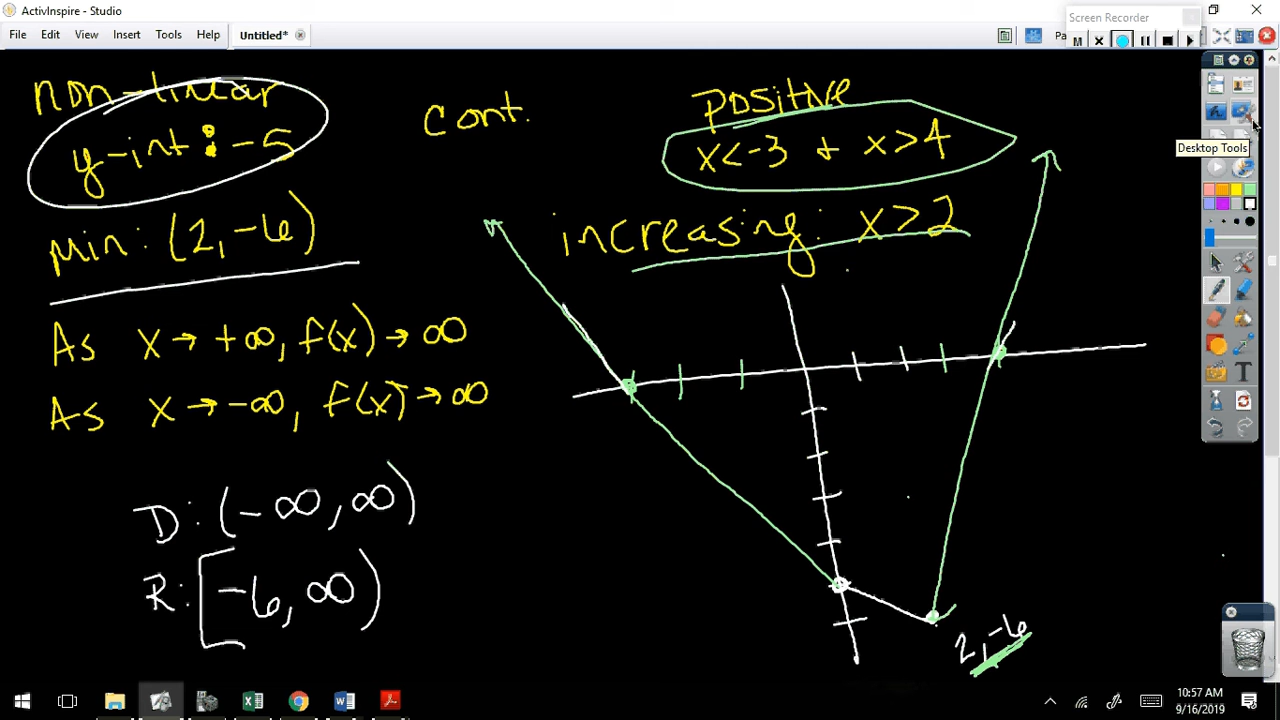 ActivInspire - Studio
Screen Recorder
File Edit View Insert Tools Help Untitled*
non-linear
y-int: -5
min: (2,-6)
As x→+∞, f(x)→∞
As x→-∞, f(x)→∞
D: (-∞,∞)
R: [-6,∞)
cont.
positive
x<-3 + x>4
increasing: x>2
2,-6
Desktop Tools
10:57 AM
9/16/2019